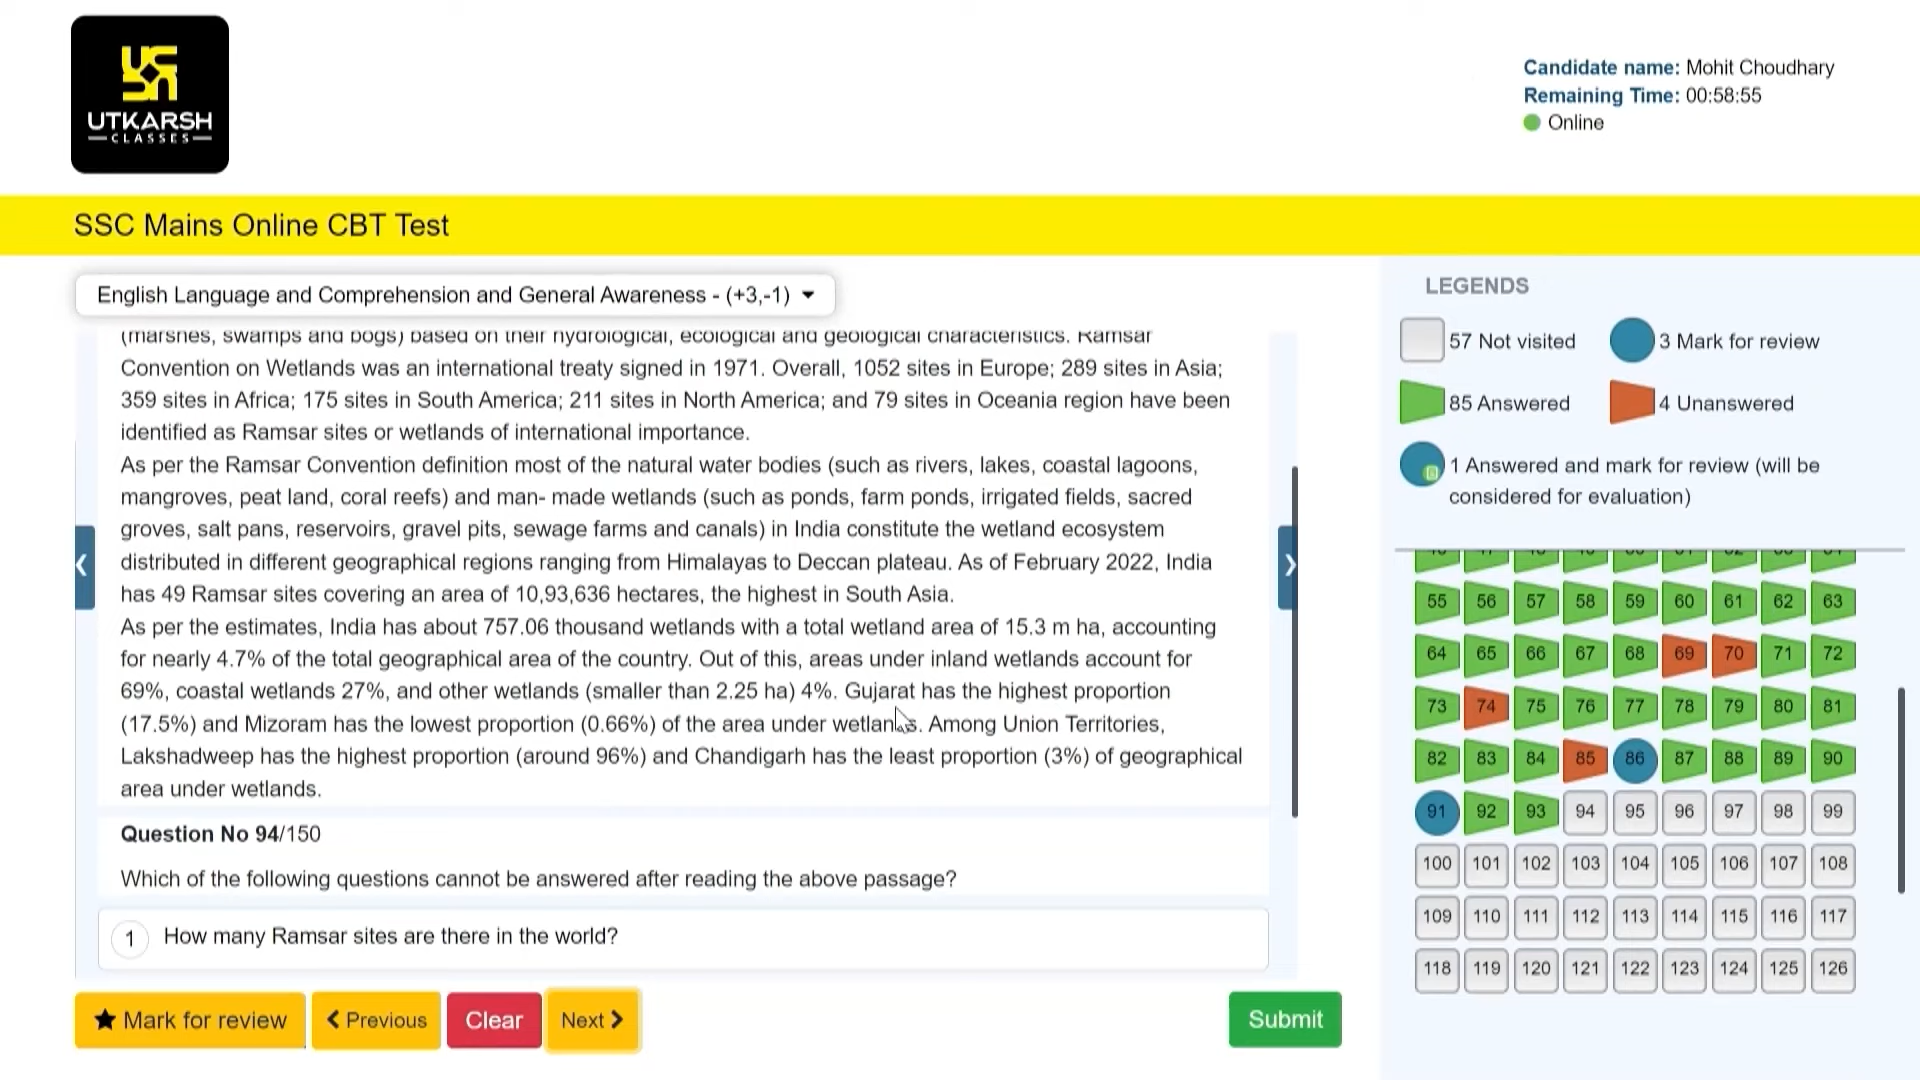 UTKARSH
CLASSES
Candidate name: Mohit Choudhary
Remaining Time: 00:58:55
Online
SSC Mains Online CBT Test
English Language and Comprehension and General Awareness - (+3,-1)
(marshes, swamps and bogs) based on their hydrological, ecological and geological characteristics. Ramsar
Convention on Wetlands was an international treaty signed in 1971. Overall, 1052 sites in Europe; 289 sites in Asia;
359 sites in Africa; 175 sites in South America; 211 sites in North America; and 79 sites in Oceania region have been
identified as Ramsar sites or wetlands of international importance.
As per the Ramsar Convention definition most of the natural water bodies (such as rivers, lakes, coastal lagoons,
mangroves, peat land, coral reefs) and man- made wetlands (such as ponds, farm ponds, irrigated fields, sacred
groves, salt pans, reservoirs, gravel pits, sewage farms and canals) in India constitute the wetland ecosystem
distributed in different geographical regions ranging from Himalayas to Deccan plateau. As of February 2022, India
has 49 Ramsar sites covering an area of 10,93,636 hectares, the highest in South Asia.
As per the estimates, India has about 757.06 thousand wetlands with a total wetland area of 15.3 m ha, accounting
for nearly 4.7% of the total geographical area of the country. Out of this, areas under inland wetlands account for
69%, coastal wetlands 27%, and other wetlands (smaller than 2.25 ha) 4%. Gujarat has the highest proportion
(17.5%) and Mizoram has the lowest proportion (0.66%) of the area under wetlands. Among Union Territories,
Lakshadweep has the highest proportion (around 96%) and Chandigarh has the least proportion (3%) of geographical
area under wetlands.
Question No 94/150
Which of the following questions cannot be answered after reading the above passage?
1 How many Ramsar sites are there in the world?
Mark for review
Previous
Clear
Next
Submit
LEGENDS
57 Not visited
3 Mark for review
85 Answered
4 Unanswered
1 Answered and mark for review (will be
considered for evaluation)
55 56 57 58 59 60 61 62 63
64 65 66 67 68 69 70 71 72
73 74 75 76 77 78 79 80 81
82 83 84 85 86 87 88 89 90
91 92 93 94 95 96 97 98 99
100 101 102 103 104 105 106 107 108
109 110 111 112 113 114 115 116 117
118 119 120 121 122 123 124 125 126